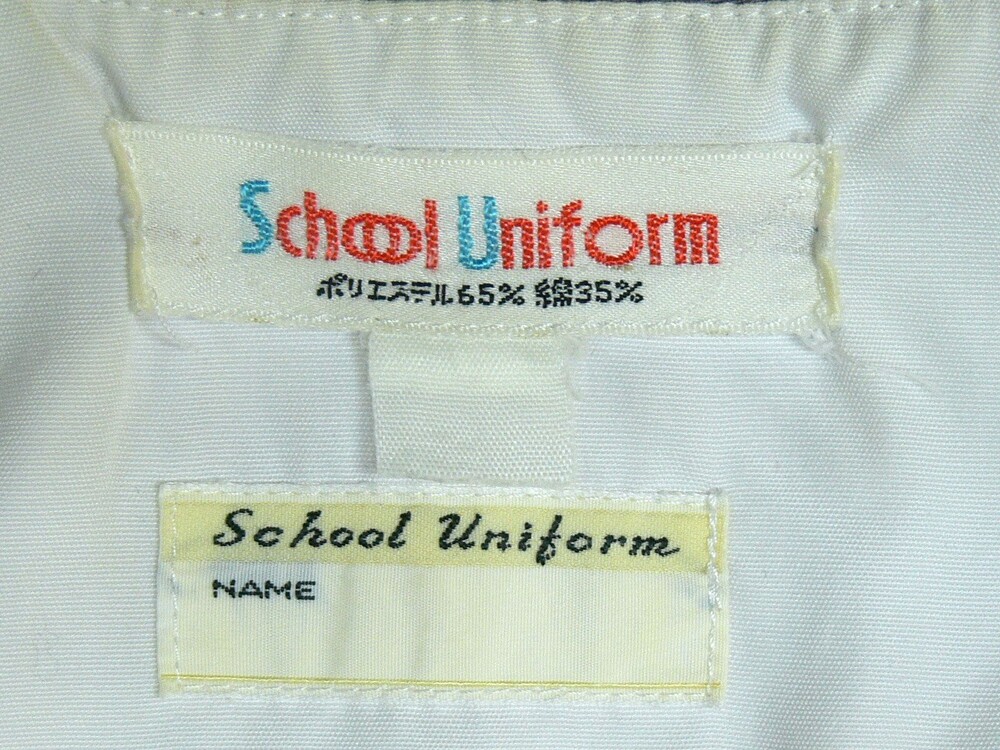 School Uniform
ポリエステル65% 綿35%
School Uniform
NAME